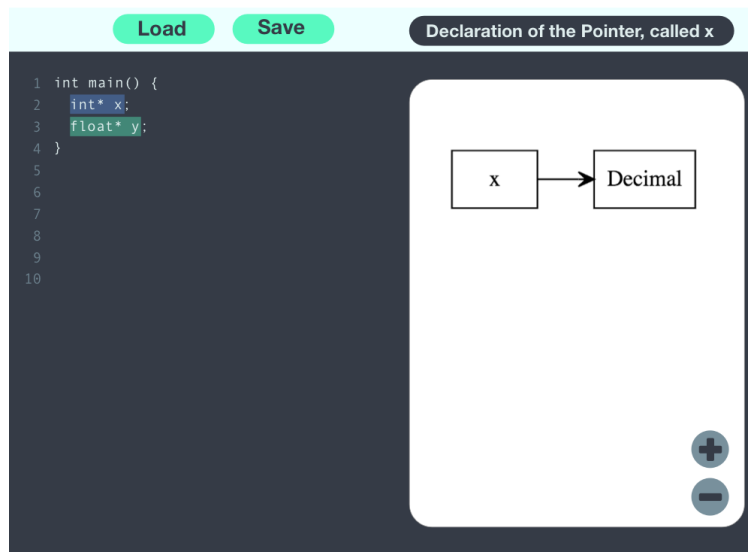 Load Save Declaration of the Pointer, called x
1 int main() {
2 int* x;
3 float* y;
4 }
5
6
7
8
9
10
x Decimal